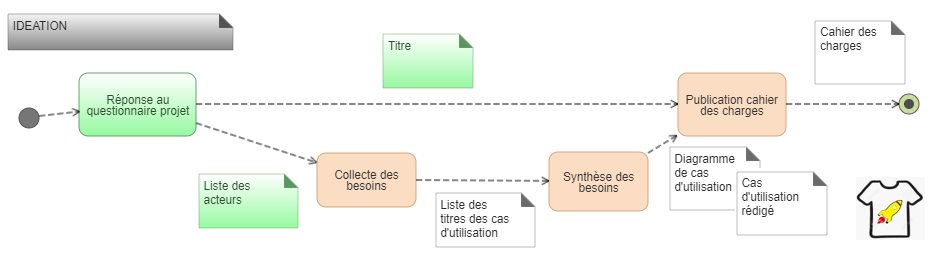 IDEATION
Titre
Cahier des
charges
Réponse au
questionnaire projet
Publication cahier
des charges
Liste des
acteurs
Collecte des
besoins
Liste des
titres des cas
d'utilisation
Synthèse des
besoins
Diagramme
de cas
d'utilisation
Cas
d'utilisation
rédigé